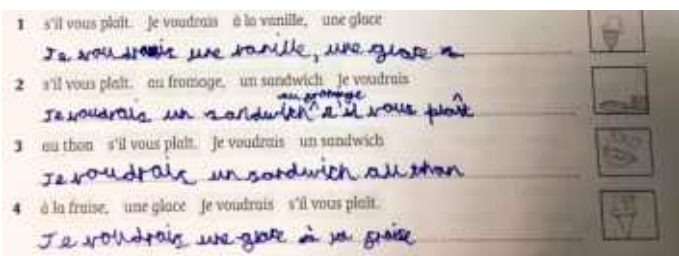 1 s'il vous plaît. Je voudrais à la vanille, une glace
Je voudrais une vanille, une glace
2 s'il vous plaît. au fromage, un sandwich Je voudrais
au fromage
Je voudrais un sandwich ^ s'il vous plaît
3 au thon s'il vous plaît. Je voudrais un sandwich
Je voudrais un sandwich au thon
4 à la fraise, une glace Je voudrais s'il vous plaît.
Je voudrais une glace à la fraise